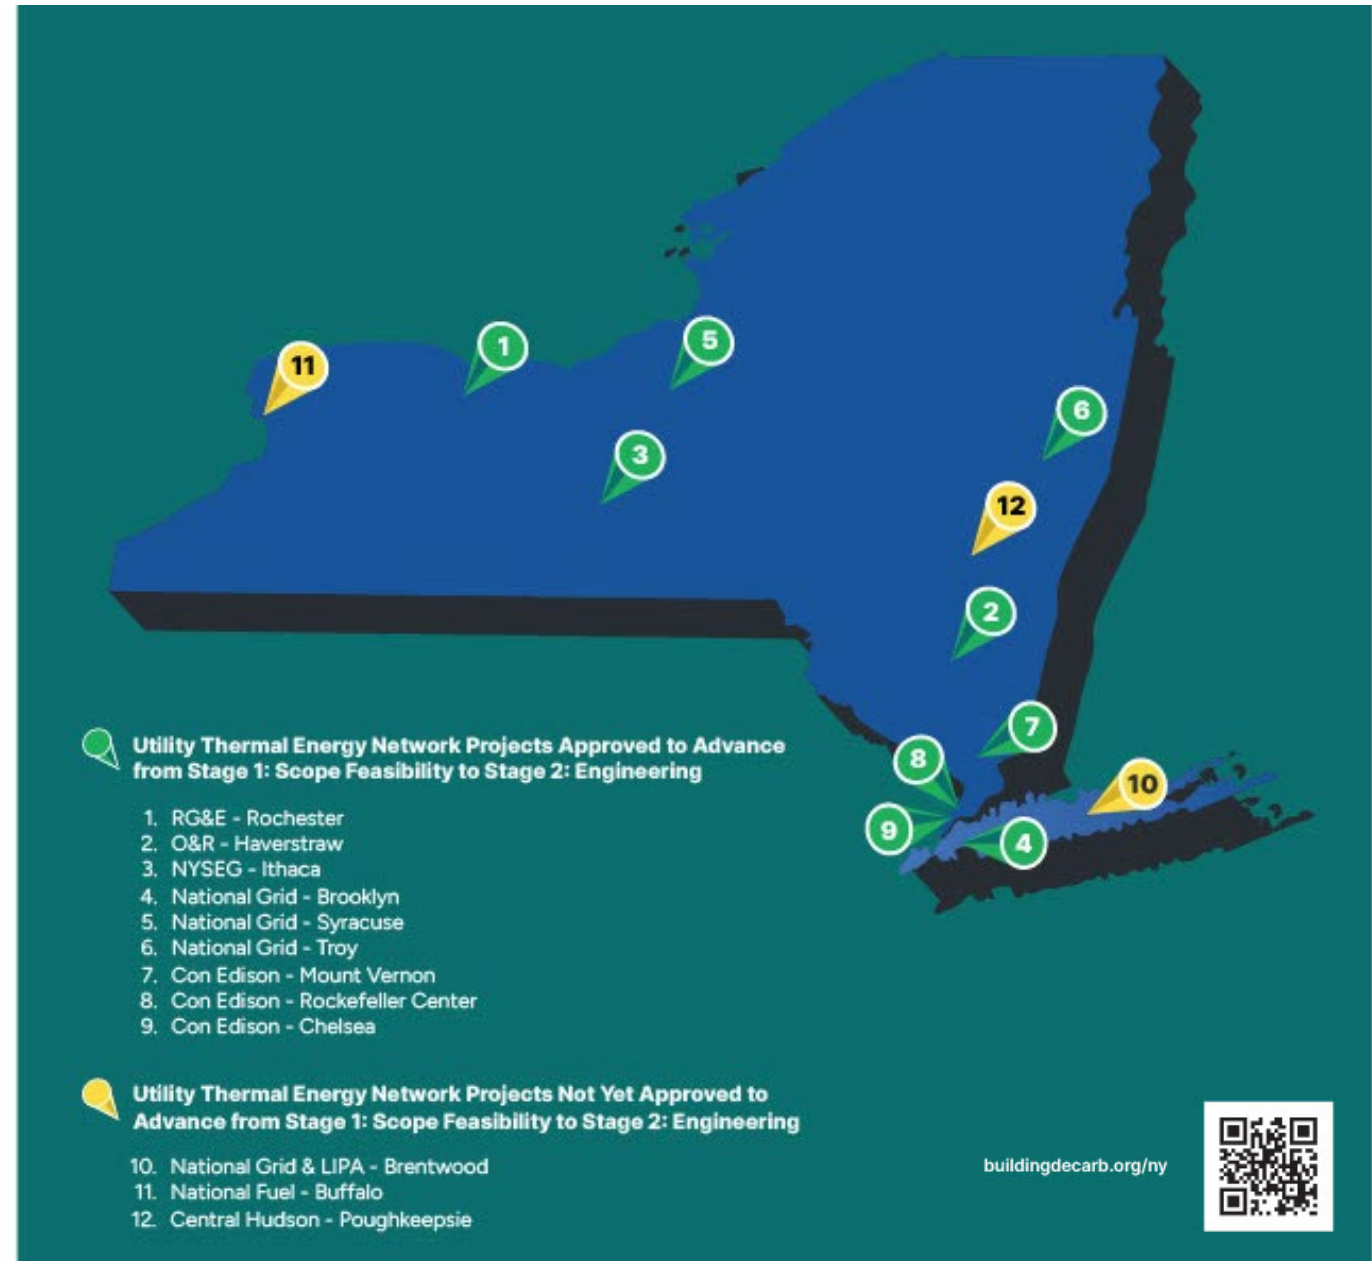 11
1
5
6
3
12
2
7
8
10
9
4
Utility Thermal Energy Network Projects Approved to Advance
from Stage 1: Scope Feasibility to Stage 2: Engineering
1. RG&E - Rochester
2. O&R - Haverstraw
3. NYSEG - Ithaca
4. National Grid - Brooklyn
5. National Grid - Syracuse
6. National Grid - Troy
7. Con Edison - Mount Vernon
8. Con Edison - Rockefeller Center
9. Con Edison - Chelsea
Utility Thermal Energy Network Projects Not Yet Approved to
Advance from Stage 1: Scope Feasibility to Stage 2: Engineering
10. National Grid & LIPA - Brentwood
11. National Fuel - Buffalo
12. Central Hudson - Poughkeepsie
buildingdecarb.org/ny